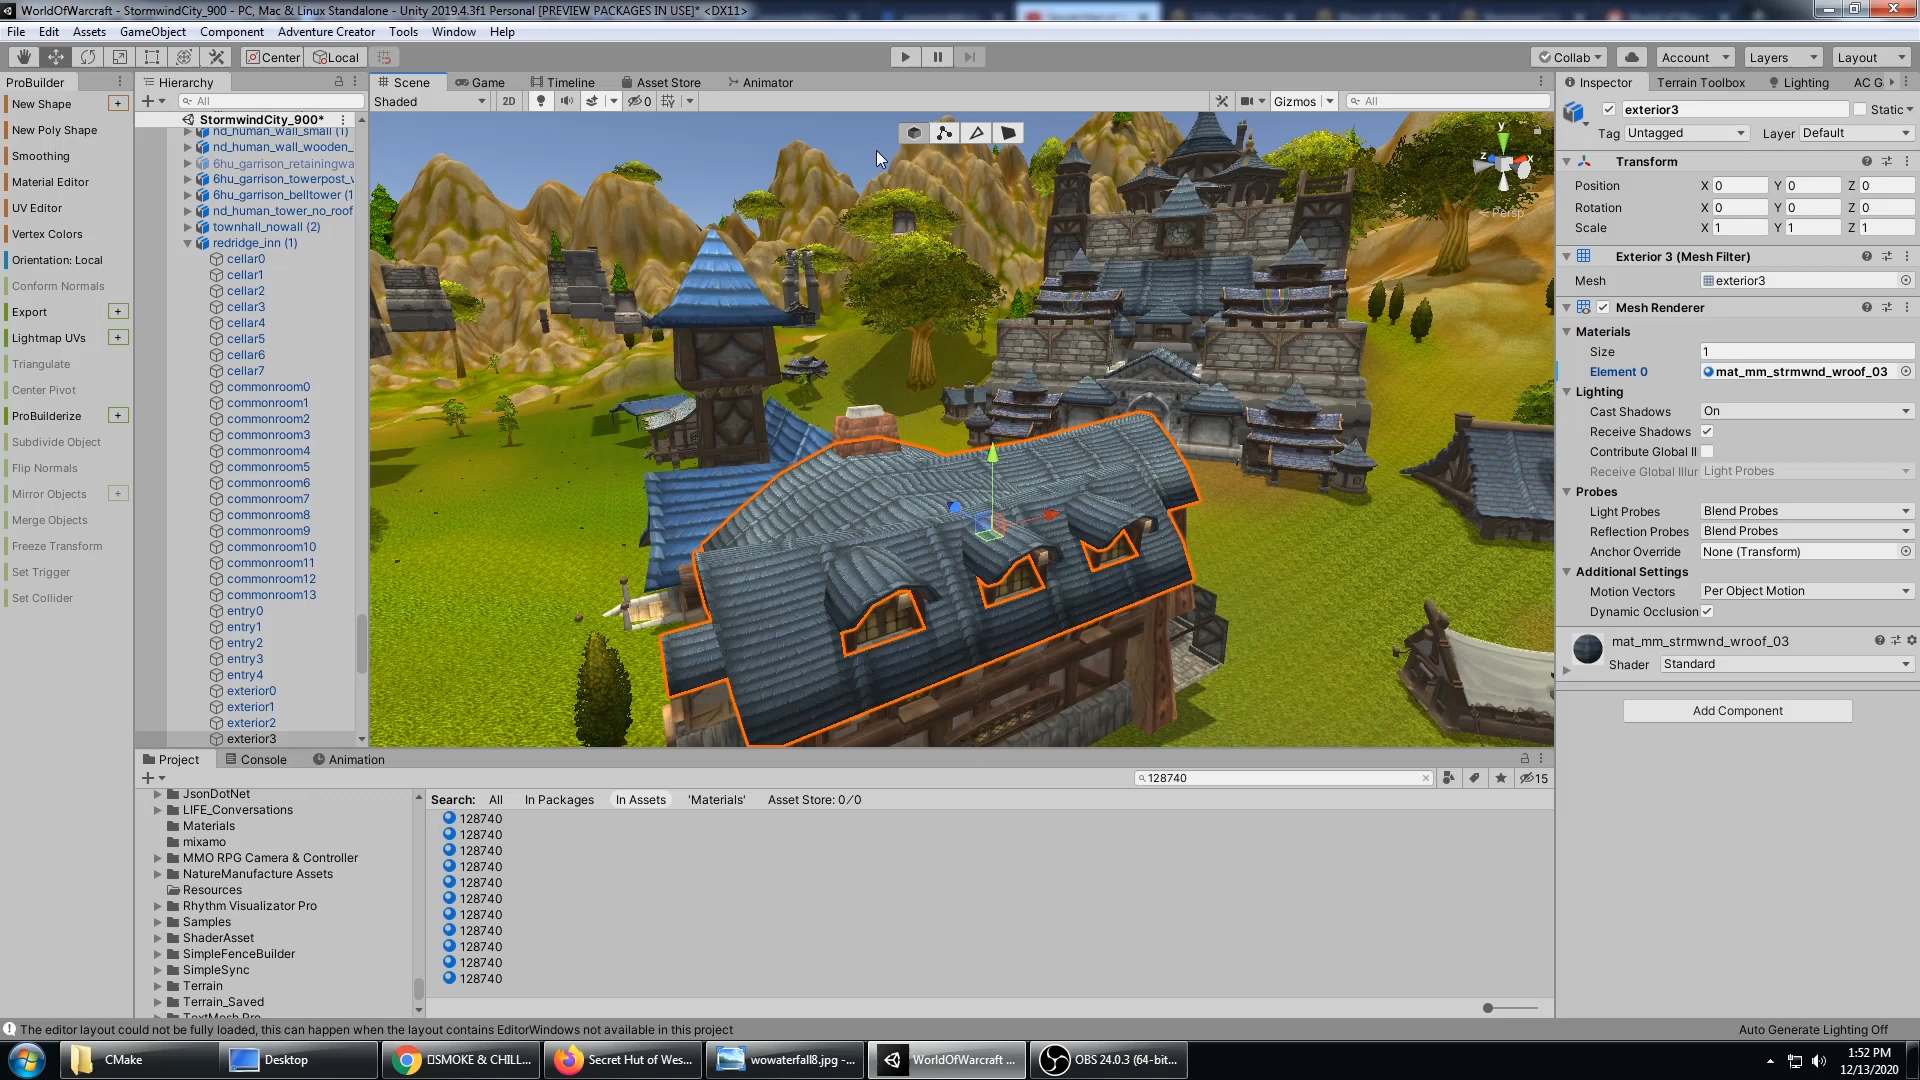 WorldOfWarcraft - StormwindCity_900 - PC, Mac & Linux Standalone - Unity 2019.4.3f1 Personal [PREVIEW PACKAGES IN USE]* <DX11>
File Edit Assets GameObject Component Adventure Creator Tools Window Help
Center Local Collab Account Layers Layout
ProBuilder
New Shape
New Poly Shape
Smoothing
Material Editor
UV Editor
Vertex Colors
Orientation: Local
Conform Normals
Export
Lightmap UVs
Triangulate
Center Pivot
ProBuilderize
Subdivide Object
Flip Normals
Mirror Objects
Merge Objects
Freeze Transform
Set Trigger
Set Collider
Hierarchy
All
StormwindCity_900*
nd_human_wall_small (1)
nd_human_wall_wooden_
6hu_garrison_retainingwa
6hu_garrison_towerpost_v
6hu_garrison_belltower (1
nd_human_tower_no_roof
townhall_nowall (2)
redridge_inn (1)
cellar0
cellar1
cellar2
cellar3
cellar4
cellar5
cellar6
cellar7
commonroom0
commonroom1
commonroom2
commonroom3
commonroom4
commonroom5
commonroom6
commonroom7
commonroom8
commonroom9
commonroom10
commonroom11
commonroom12
commonroom13
entry0
entry1
entry2
entry3
entry4
exterior0
exterior1
exterior2
exterior3
Scene Game Timeline Asset Store Animator
Shaded 2D 0 Gizmos All
y
z x
Persp
Inspector Terrain Toolbox Lighting AC G
exterior3 Static
Tag Untagged Layer Default
Transform
Position X 0 Y 0 Z 0
Rotation X 0 Y 0 Z 0
Scale X 1 Y 1 Z 1
Exterior 3 (Mesh Filter)
Mesh exterior3
Mesh Renderer
Materials
Size 1
Element 0 mat_mm_strmwnd_wroof_03
Lighting
Cast Shadows On
Receive Shadows
Contribute Global Il
Receive Global Illur Light Probes
Probes
Light Probes Blend Probes
Reflection Probes Blend Probes
Anchor Override None (Transform)
Additional Settings
Motion Vectors Per Object Motion
Dynamic Occlusion
mat_mm_strmwnd_wroof_03
Shader Standard
Add Component
Project Console Animation
128740 15
JsonDotNet
LIFE_Conversations
Materials
mixamo
MMO RPG Camera & Controller
NatureManufacture Assets
Resources
Rhythm Visualizator Pro
Samples
ShaderAsset
SimpleFenceBuilder
SimpleSync
Terrain
Terrain_Saved
TextMesh Pro
Search: All In Packages In Assets 'Materials' Asset Store: 0/0
128740
128740
128740
128740
128740
128740
128740
128740
128740
128740
128740
The editor layout could not be fully loaded, this can happen when the layout contains EditorWindows not available in this project
Auto Generate Lighting Off
CMake Desktop SMOKE & CHILL... Secret Hut of Wes... wowaterfall8.jpg -... WorldOfWarcraft ... OBS 24.0.3 (64-bit...
1:52 PM
12/13/2020